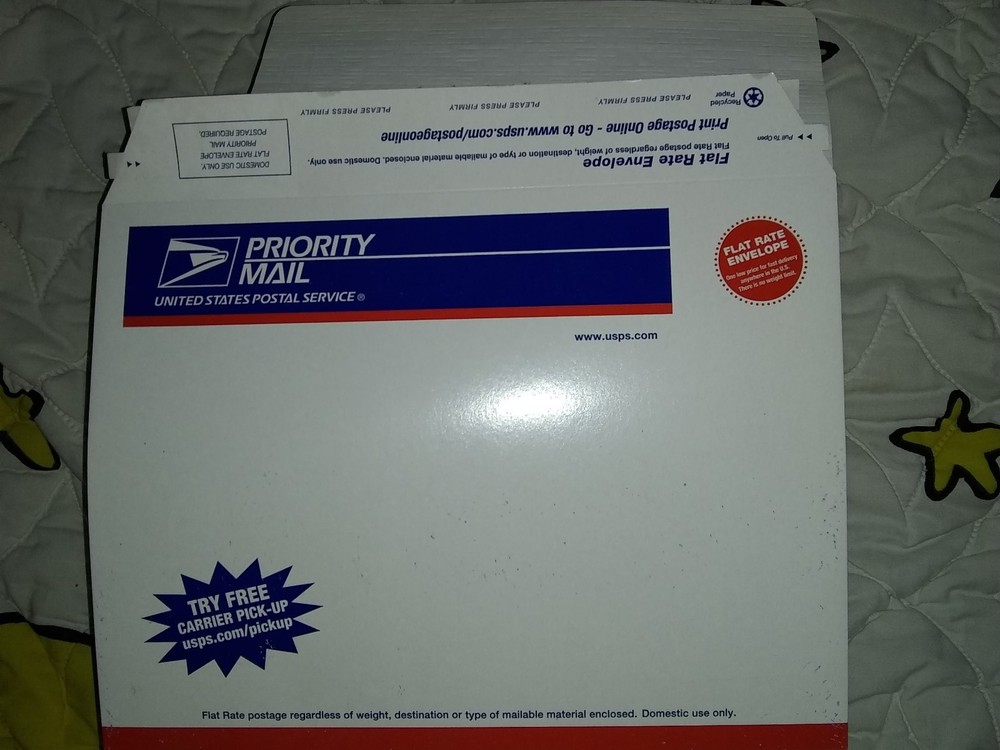 PLEASE PRESS FIRMLY
PLEASE PRESS FIRMLY
PLEASE PRESS FIRMLY
Recycled
Paper
Print Postage Online - Go to www.usps.com/postageonline
Flat Rate Envelope
Flat Rate postage regardless of weight, destination or type of mailable material enclosed. Domestic use only.
DOMESTIC USE ONLY.
FLAT RATE ENVELOPE
PRIORITY MAIL
POSTAGE REQUIRED.
Pull To Open
PRIORITY
MAIL
UNITED STATES POSTAL SERVICE®
FLAT RATE
ENVELOPE
One low price for fast delivery
anywhere in the U.S.
There is no weight limit.
www.usps.com
TRY FREE
CARRIER PICK-UP
usps.com/pickup
Flat Rate postage regardless of weight, destination or type of mailable material enclosed. Domestic use only.